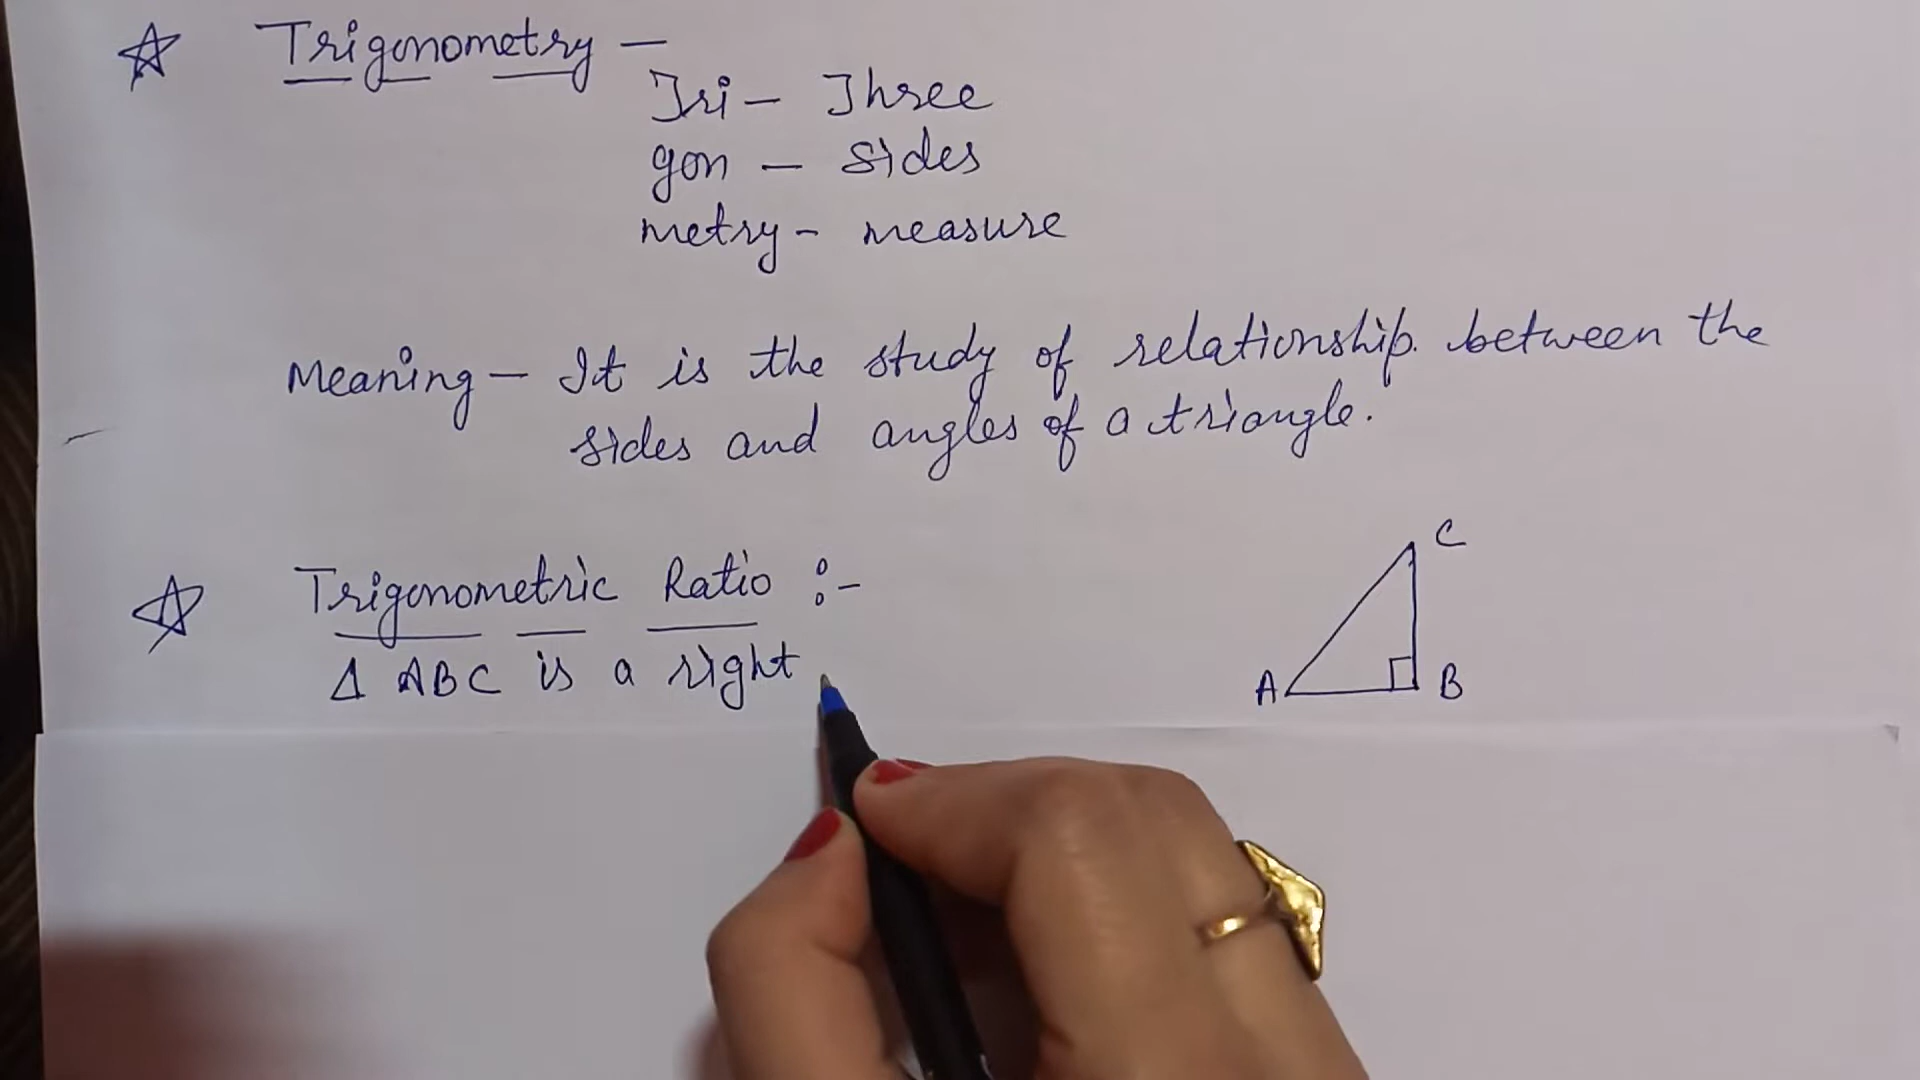 Trigonometry —
Tri — Three
gon — sides
metry - measure
Meaning — It is the study of relationship between the
sides and angles of a triangle.
Trigonometric Ratio :-
Δ ABC is a right
C
A
B